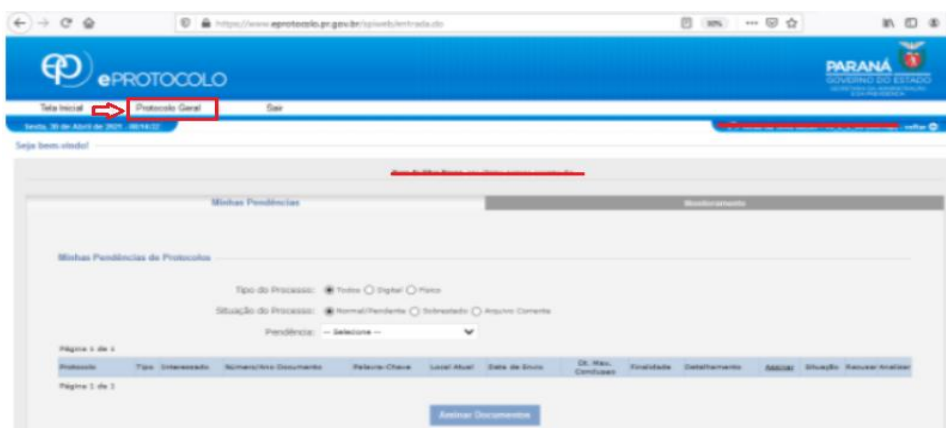 https://www.eprotocolo.pr.gov.br/spiweb/entrada.do
ePROTOCOLO
PARANÁ
GOVERNO DO ESTADO
Tela Inicial Protocolo Geral Sair
Sexta, 30 de Abril de 2021 -
voltar
Seja bem vindo!
Minhas Pendências Monitoramento
Minhas Pendências de Protocolos
Tipo do Processo: Todos Digital Físico
Situação do Processo: Normal/Pendente Sobrestado Arquivo Corrente
Pendência: -- Selecione --
Página 1 de 1
Protocolo Tipo Interessado Número/Ano Documento Palavra-Chave Local Atual Data de Envio Dt. Max. Conclusao Finalidade Detalhamento Assinar Situação Recusar Analisar
Página 1 de 1
Assinar Documentos